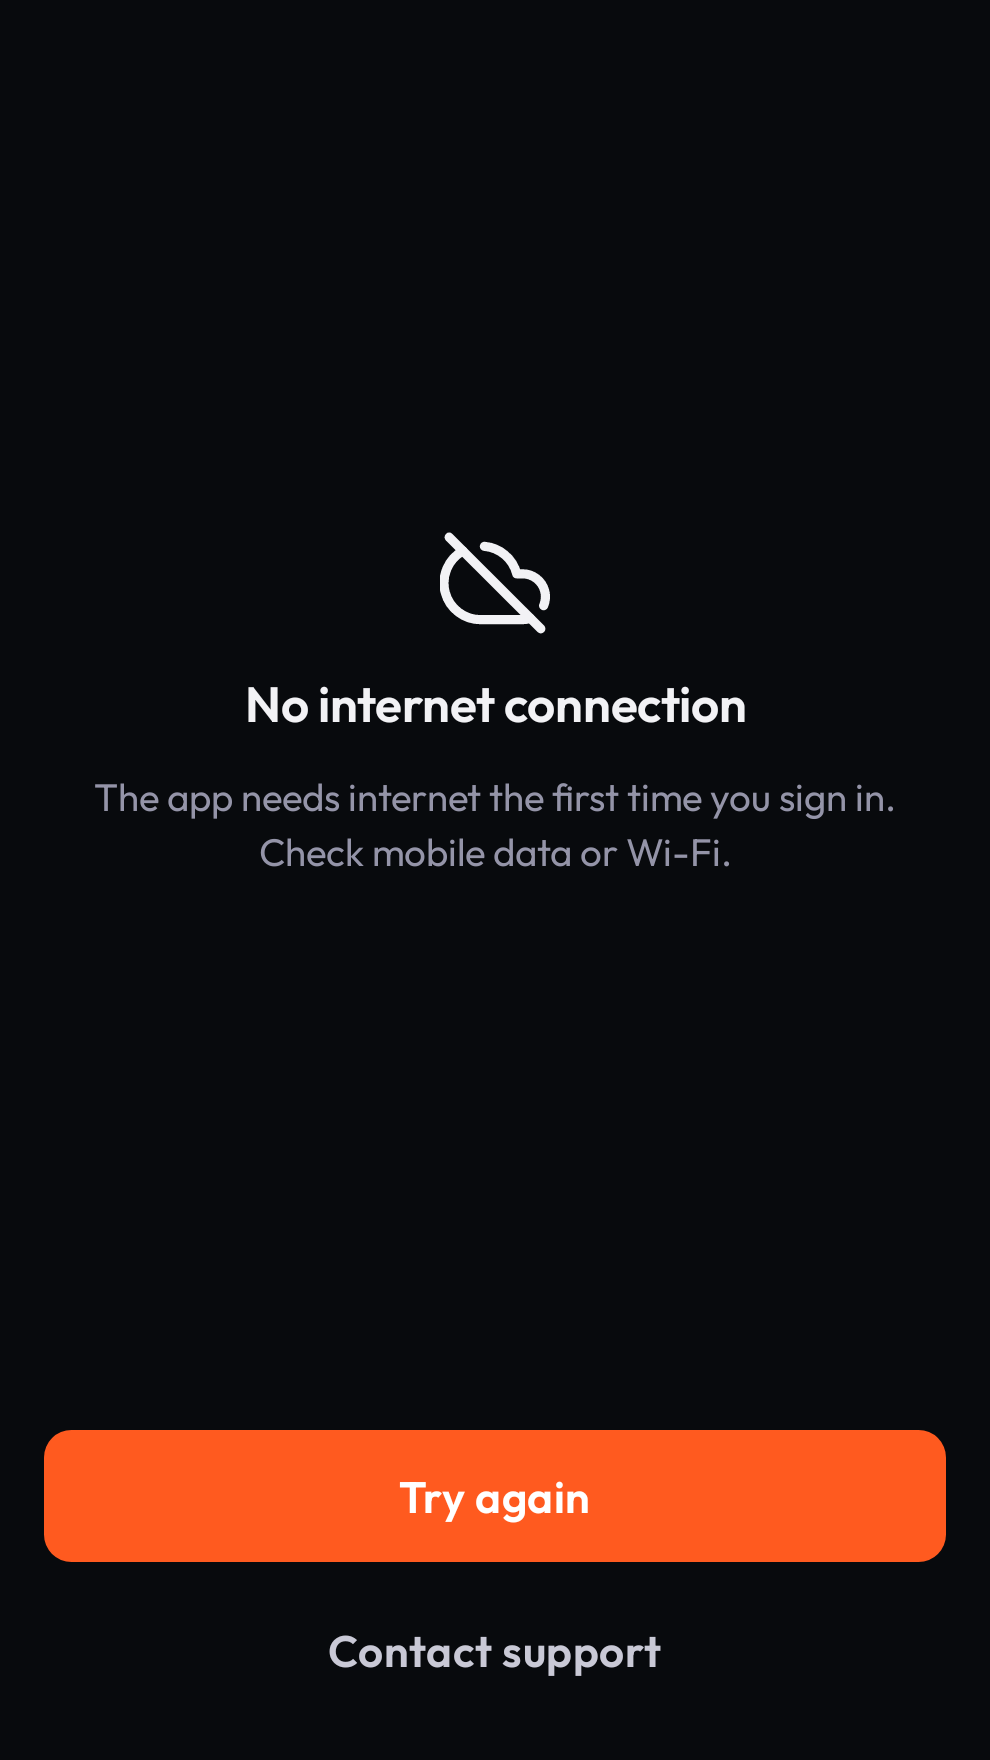 No internet connection
The app needs internet the first time you sign in.
Check mobile data or Wi-Fi.
Try again
Contact support